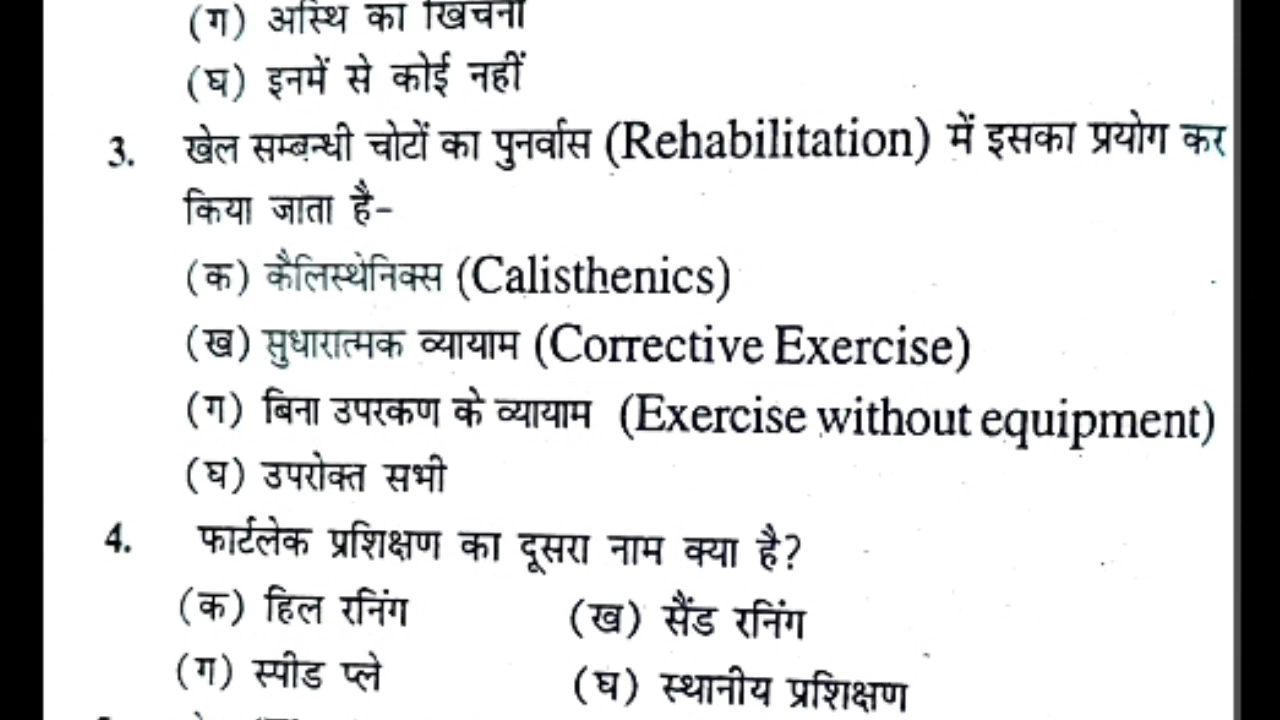 (ग) अस्थि का खिंचना
(घ) इनमें से कोई नहीं
3. खेल सम्बन्धी चोटों का पुनर्वास (Rehabilitation) में इसका प्रयोग कर
किया जाता है-
(क) कैलिस्थेनिक्स (Calisthenics)
(ख) सुधारात्मक व्यायाम (Corrective Exercise)
(ग) बिना उपरकण के व्यायाम (Exercise without equipment)
(घ) उपरोक्त सभी
4. फार्टलेक प्रशिक्षण का दूसरा नाम क्या है?
(क) हिल रनिंग (ख) सैंड रनिंग
(ग) स्पीड प्ले (घ) स्थानीय प्रशिक्षण